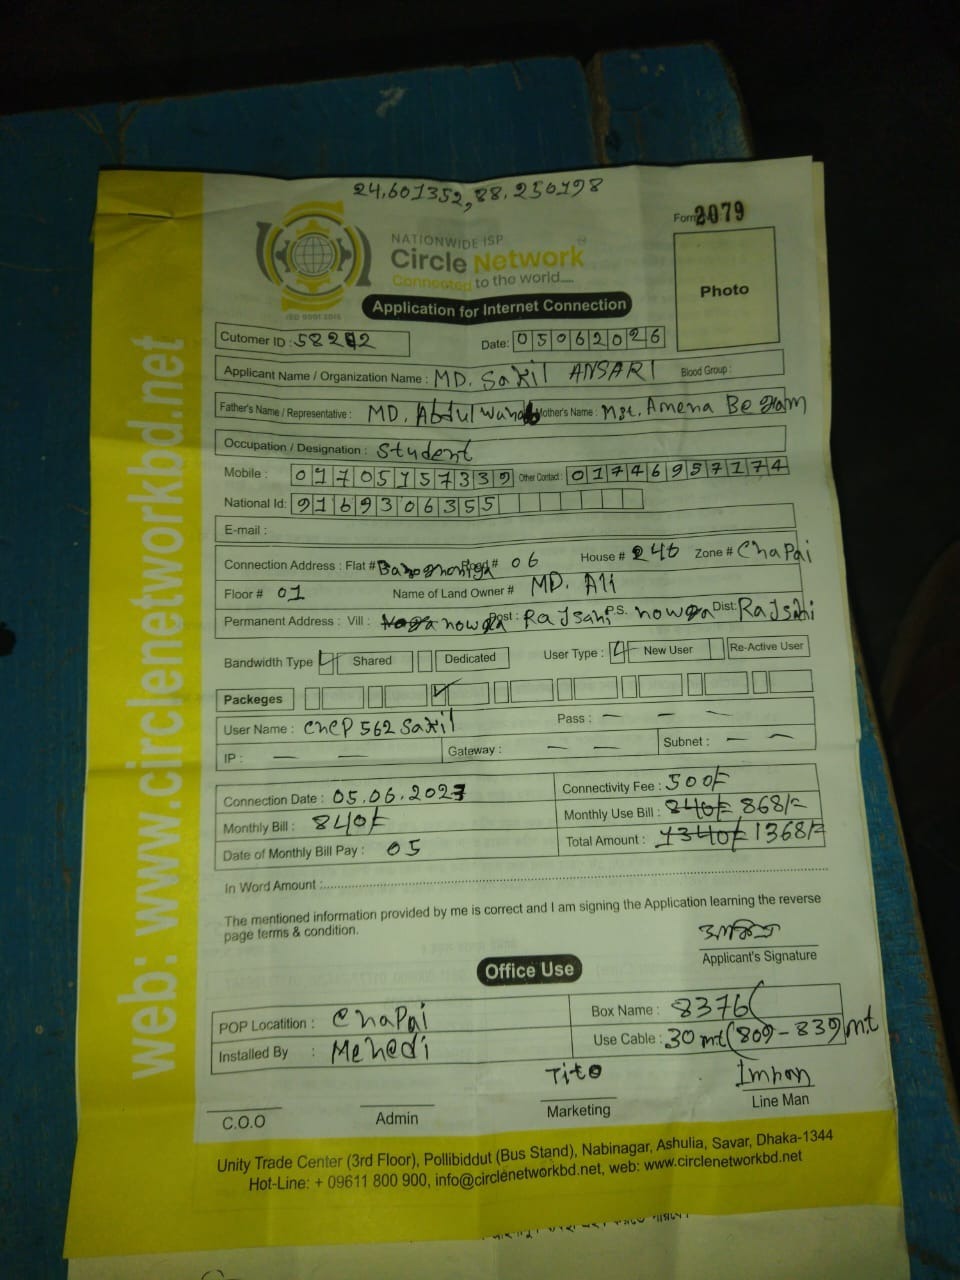 24.601352, 88.250198
Form 2079
NATIONWIDE ISP
Circle Network
Connected to the world.....
ISO 9001:2015
Application for Internet Connection
Photo
Cutomer ID : Date: 05062026
Applicant Name / Organization Name : MD. Sakil ANSARI Blood Group :
Father's Name / Representative : MD. Abdul Wahab Mother's Name : Mst. Amena Begam
Occupation / Designation : Student
Mobile : 01705157339 Other Contact : 01746957174
National Id: 9169306355
E-mail :
Connection Address : Flat # Road # 06 House # 246 Zone # Chapai
Floor # 01 Name of Land Owner # MD. Ali
Permanent Address : Vill : nowga Post : RaJsahi P.S. nowga Dist: RaJsahi
Bandwidth Type Shared Dedicated User Type : New User Re-Active User
Packeges
User Name : CNCP562 Sakil Pass : — — —
IP : — — Gateway : — — Subnet : — —
Connection Date : 05.06.2027 Connectivity Fee : 500/-
Monthly Bill : 840/- Monthly Use Bill : 840/- 868/-
Date of Monthly Bill Pay : 05 Total Amount : 1340/- 1368/-
In Word Amount :
The mentioned information provided by me is correct and I am signing the Application learning the reverse
page terms & condition.
Applicant's Signature
Office Use
POP Locatition : Chapai Box Name : 8376
Installed By : Mehedi Use Cable : 30 mt (809-839) mt
Tito Imran
C.O.O Admin Marketing Line Man
Unity Trade Center (3rd Floor), Pollibiddut (Bus Stand), Nabinagar, Ashulia, Savar, Dhaka-1344
Hot-Line: + 09611 800 900, info@circlenetworkbd.net, web: www.circlenetworkbd.net
web: www.circlenetworkbd.net